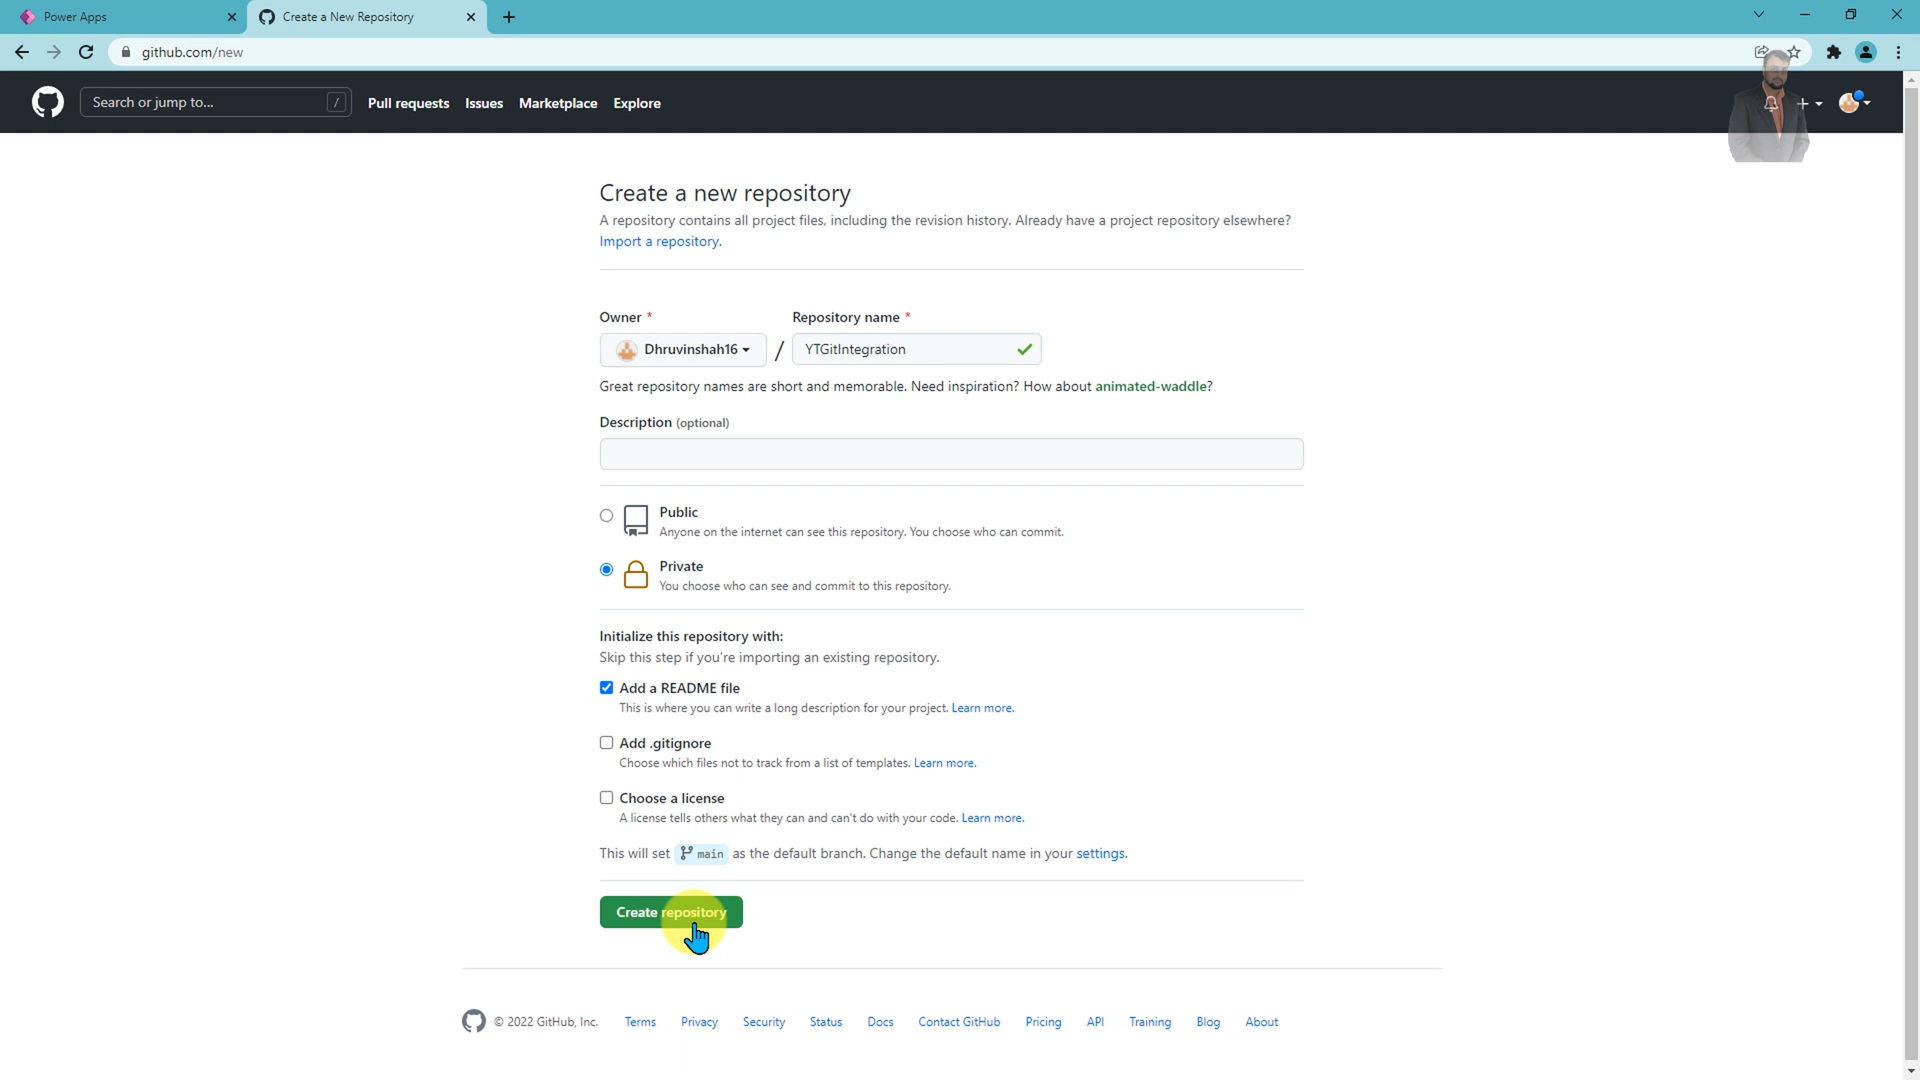 Power Apps
Create a New Repository
github.com/new
Search or jump to...
/
Pull requests
Issues
Marketplace
Explore
Create a new repository
A repository contains all project files, including the revision history. Already have a project repository elsewhere?
Import a repository.
Owner *
Repository name *
Dhruvinshah16
/
YTGitIntegration
Great repository names are short and memorable. Need inspiration? How about animated-waddle?
Description (optional)
Public
Anyone on the internet can see this repository. You choose who can commit.
Private
You choose who can see and commit to this repository.
Initialize this repository with:
Skip this step if you're importing an existing repository.
Add a README file
This is where you can write a long description for your project. Learn more.
Add .gitignore
Choose which files not to track from a list of templates. Learn more.
Choose a license
A license tells others what they can and can't do with your code. Learn more.
This will set main as the default branch. Change the default name in your settings.
Create repository
© 2022 GitHub, Inc.
Terms
Privacy
Security
Status
Docs
Contact GitHub
Pricing
API
Training
Blog
About